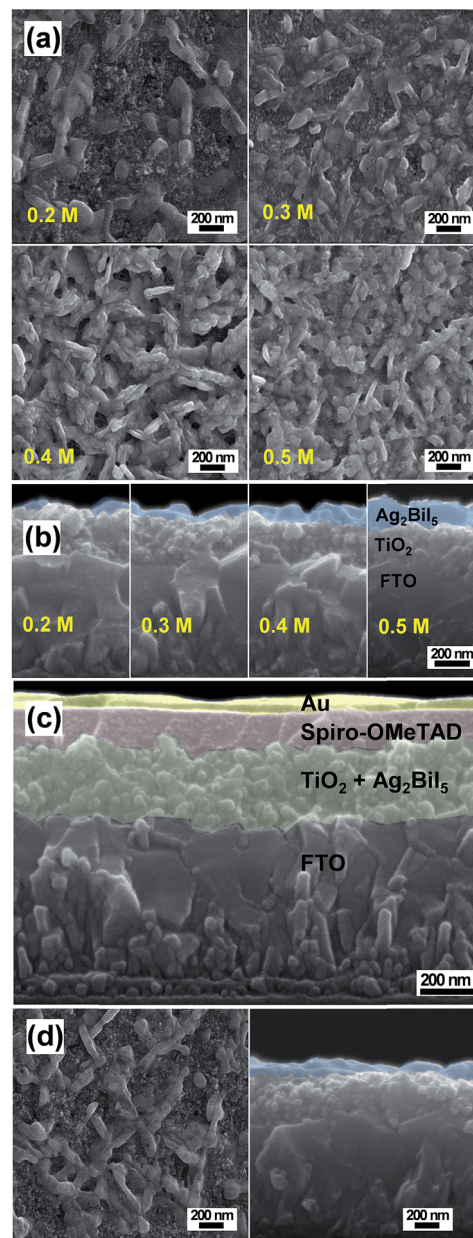 (a)
0.2 M
200 nm
0.3 M
200 nm
0.4 M
200 nm
0.5 M
200 nm
(b)
Ag₂BiI₅
TiO₂
FTO
0.2 M
0.3 M
0.4 M
0.5 M
200 nm
(c)
Au
Spiro-OMeTAD
TiO₂ + Ag₂BiI₅
FTO
200 nm
(d)
200 nm
200 nm